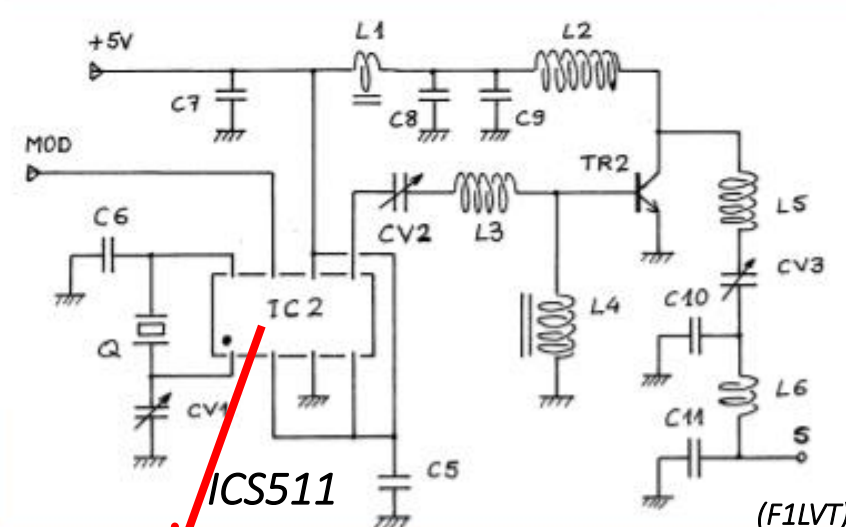 L1
L2
+5V
C7
C8
C9
MOD
TR2
L5
C6
CV2
L3
CV3
IC2
L4
C10
Q
L6
CV1
C11
S
C5
ICS511
(F1LVT)